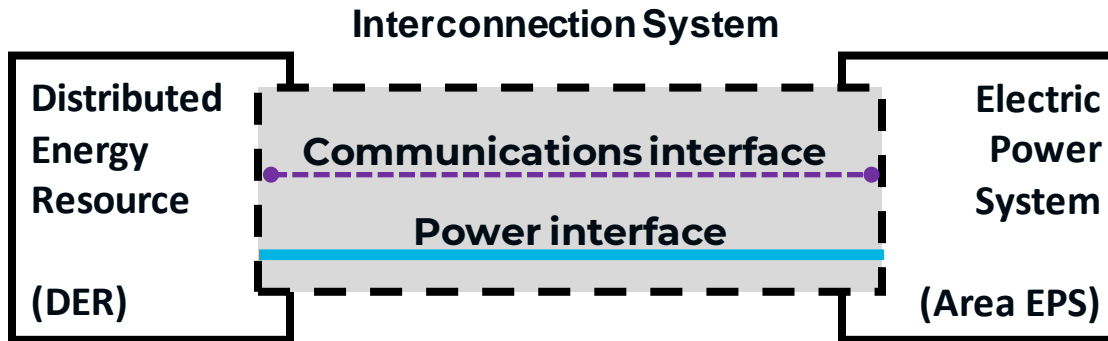 Interconnection System
Distributed
Energy
Resource
(DER)
Communications interface
Power interface
Electric
Power
System
(Area EPS)